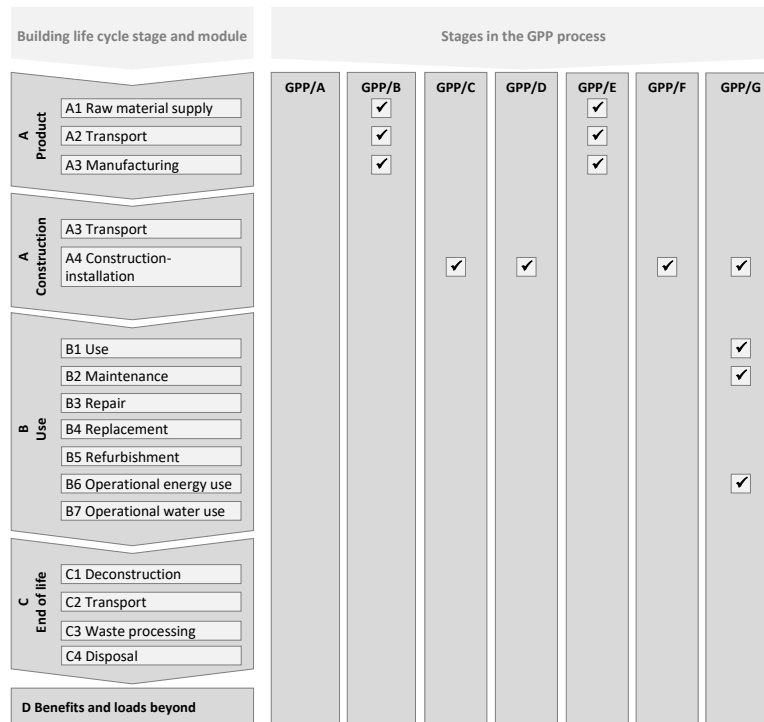 Building life cycle stage and module
Stages in the GPP process
GPP/A GPP/B GPP/C GPP/D GPP/E GPP/F GPP/G
A
Product
A1 Raw material supply ✔ ✔
A2 Transport ✔ ✔
A3 Manufacturing ✔ ✔
A
Construction
A3 Transport
A4 Construction-
installation ✔ ✔ ✔ ✔
B
Use
B1 Use ✔
B2 Maintenance ✔
B3 Repair
B4 Replacement
B5 Refurbishment
B6 Operational energy use ✔
B7 Operational water use
C
End of life
C1 Deconstruction
C2 Transport
C3 Waste processing
C4 Disposal
D Benefits and loads beyond